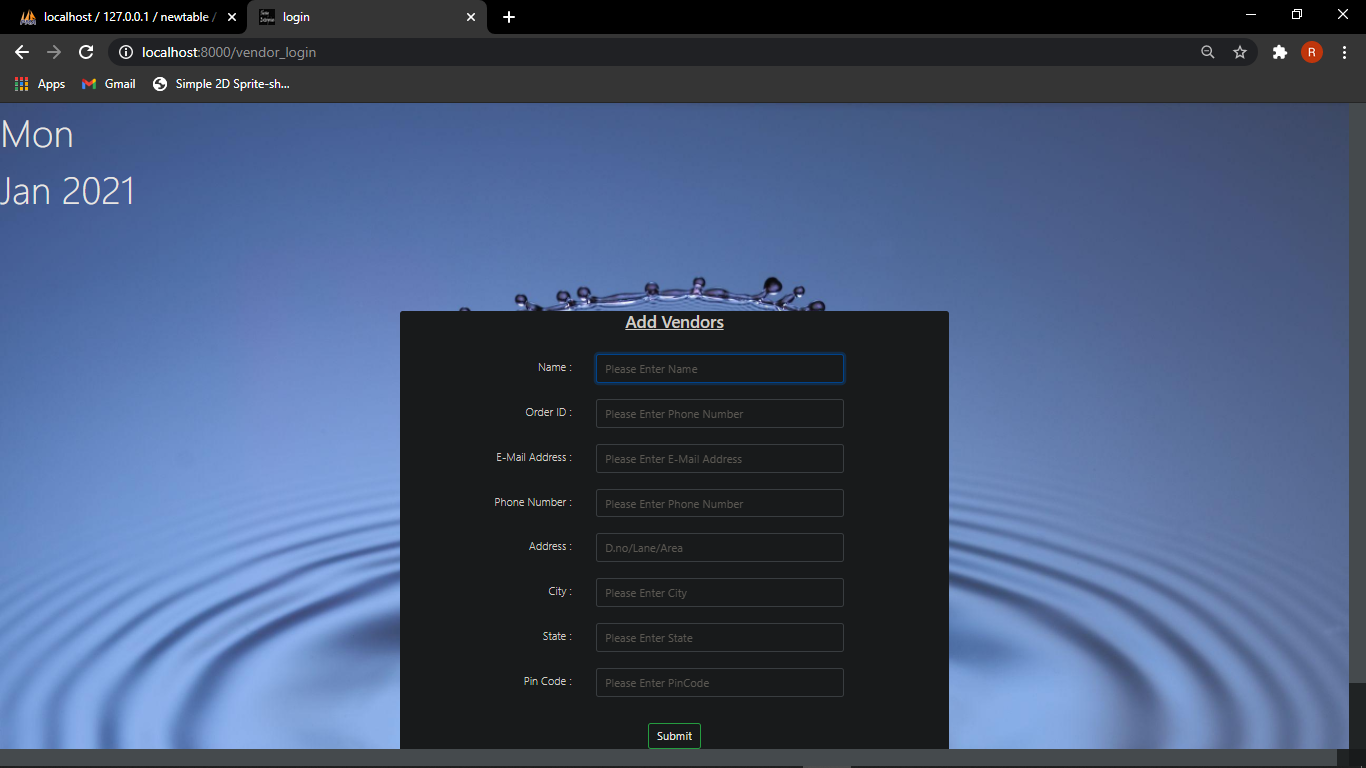 localhost / 127.0.0.1 / newtable /
login
localhost:8000/vendor_login
R
Apps
Gmail
Simple 2D Sprite-sh...
Mon
Jan 2021
Add Vendors
Name : Please Enter Name
Order ID : Please Enter Phone Number
E-Mail Address : Please Enter E-Mail Address
Phone Number : Please Enter Phone Number
Address : D.no/Lane/Area
City : Please Enter City
State : Please Enter State
Pin Code : Please Enter PinCode
Submit